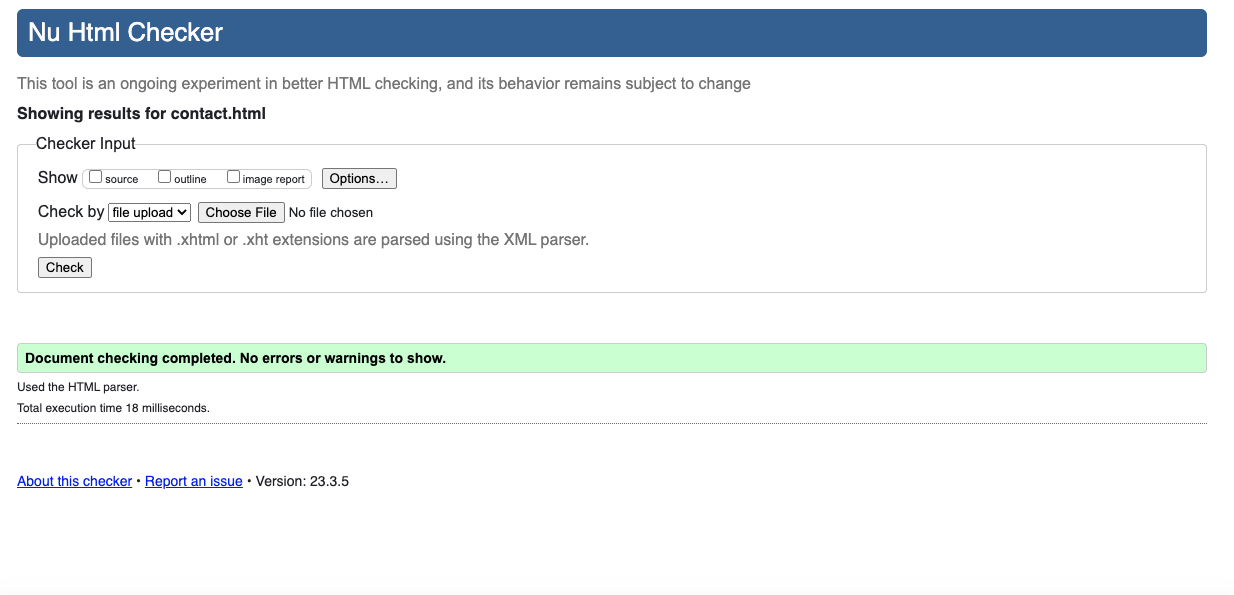 Nu Html Checker
This tool is an ongoing experiment in better HTML checking, and its behavior remains subject to change
Showing results for contact.html
Checker Input
Show source outline image report Options...
Check by file upload Choose File No file chosen
Uploaded files with .xhtml or .xht extensions are parsed using the XML parser.
Check
Document checking completed. No errors or warnings to show.
Used the HTML parser.
Total execution time 18 milliseconds.
About this checker • Report an issue • Version: 23.3.5